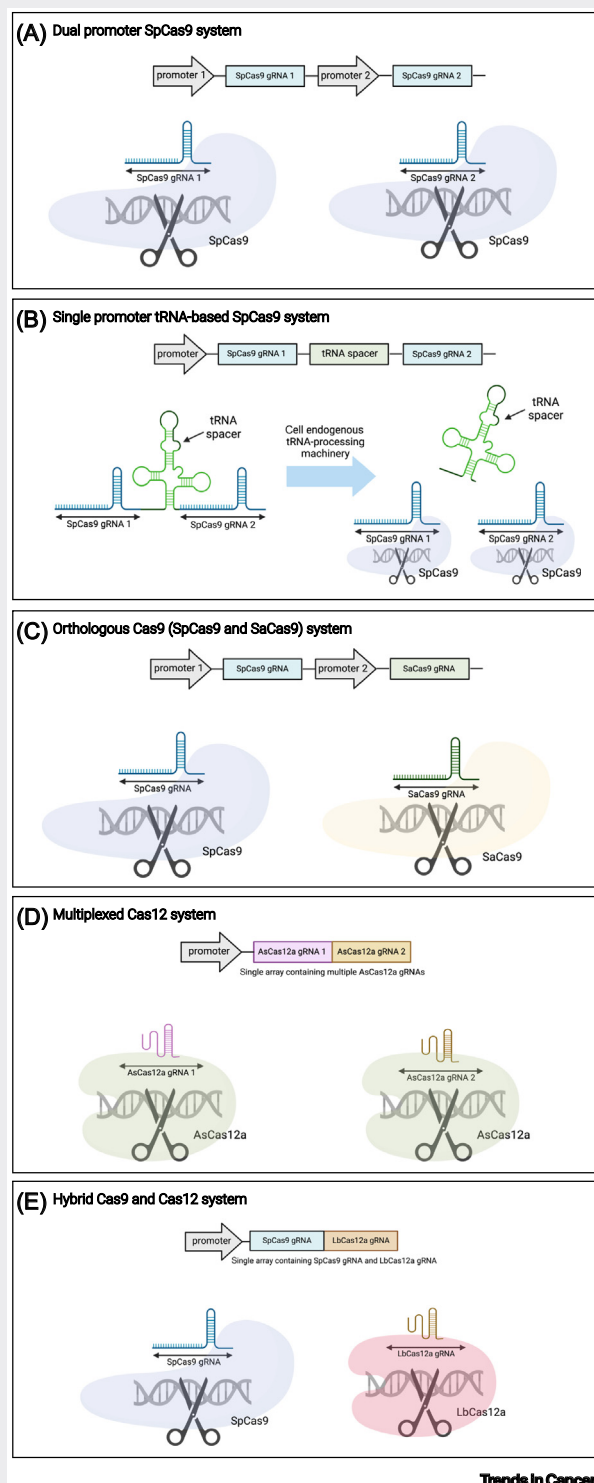 (A) Dual promoter SpCas9 system
promoter 1 SpCas9 gRNA 1 promoter 2 SpCas9 gRNA 2
SpCas9 gRNA 1 SpCas9 gRNA 2
SpCas9 SpCas9
(B) Single promoter tRNA-based SpCas9 system
promoter SpCas9 gRNA 1 tRNA spacer SpCas9 gRNA 2
tRNA
spacer
Cell endogenous
tRNA-processing
machinery
tRNA
spacer
SpCas9 gRNA 1 SpCas9 gRNA 2
SpCas9 gRNA 1 SpCas9 gRNA 2
SpCas9 SpCas9
(C) Orthologous Cas9 (SpCas9 and SaCas9) system
promoter 1 SpCas9 gRNA promoter 2 SaCas9 gRNA
SpCas9 gRNA SaCas9 gRNA
SpCas9 SaCas9
(D) Multiplexed Cas12 system
promoter AsCas12a gRNA 1 AsCas12a gRNA 2
Single array containing multiple AsCas12a gRNAs
AsCas12a gRNA 1 AsCas12a gRNA 2
AsCas12a AsCas12a
(E) Hybrid Cas9 and Cas12 system
promoter SpCas9 gRNA LbCas12a gRNA
Single array containing SpCas9 gRNA and LbCas12a gRNA
SpCas9 gRNA LbCas12a gRNA
SpCas9 LbCas12a
Trends in Cancer